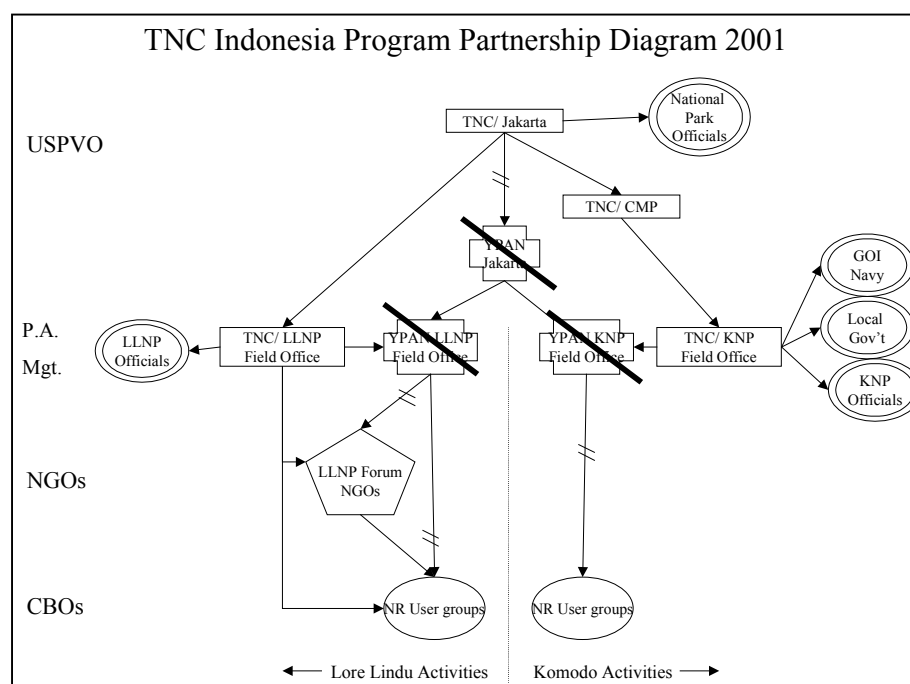 TNC Indonesia Program Partnership Diagram 2001
USPVO
TNC/ Jakarta
National
Park
Officials
TNC/ CMP
YPAN
Jakarta
GOI
Navy
P.A.
Mgt.
LLNP
Officials
TNC/ LLNP
Field Office
YPAN LLNP
Field Office
YPAN KNP
Field Office
TNC/ KNP
Field Office
Local
Gov't
KNP
Officials
NGOs
LLNP Forum
NGOs
CBOs
NR User groups
NR User groups
Lore Lindu Activities
Komodo Activities